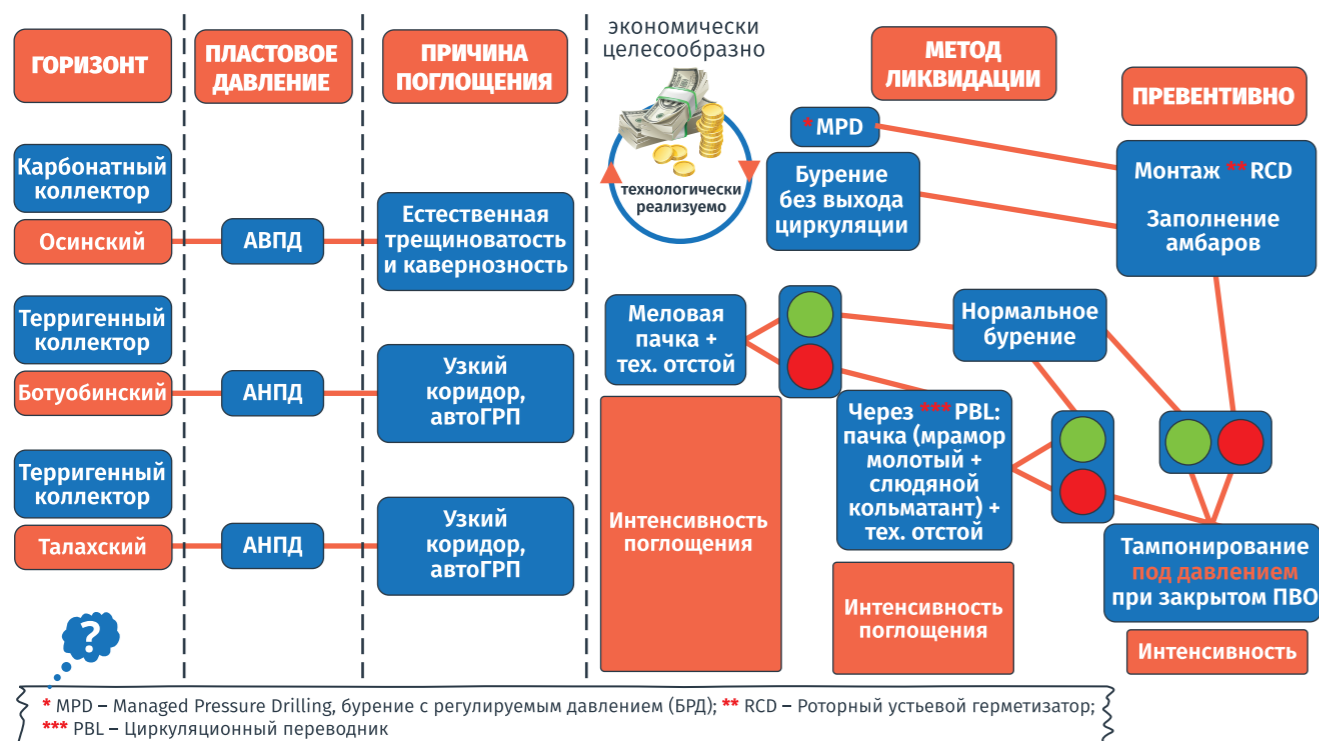 ГОРИЗОНТ
ПЛАСТОВОЕ
ДАВЛЕНИЕ
ПРИЧИНА
ПОГЛОЩЕНИЯ
экономически
целесообразно
технологически
реализуемо
МЕТОД
ЛИКВИДАЦИИ
ПРЕВЕНТИВНО
Карбонатный
коллектор
Осинский
АВПД
Естественная
трещиноватость
и кавернозность
*MPD
Бурение
без выхода
циркуляции
Монтаж **RCD
Заполнение
амбаров
Терригенный
коллектор
Ботуобинский
АНПД
Узкий
коридор,
автоГРП
Меловая
пачка +
тех. отстой
Нормальное
бурение
Через ***PBL:
пачка (мрамор
молотый +
слюдяной
кольматант) +
тех. отстой
Терригенный
коллектор
Талахский
АНПД
Узкий
коридор,
автоГРП
Интенсивность
поглощения
Интенсивность
поглощения
Тампонирование
под давлением
при закрытом ПВО
Интенсивность
?
* MPD – Managed Pressure Drilling, бурение с регулируемым давлением (БРД); ** RCD – Роторный устьевой герметизатор;
*** PBL – Циркуляционный переводник